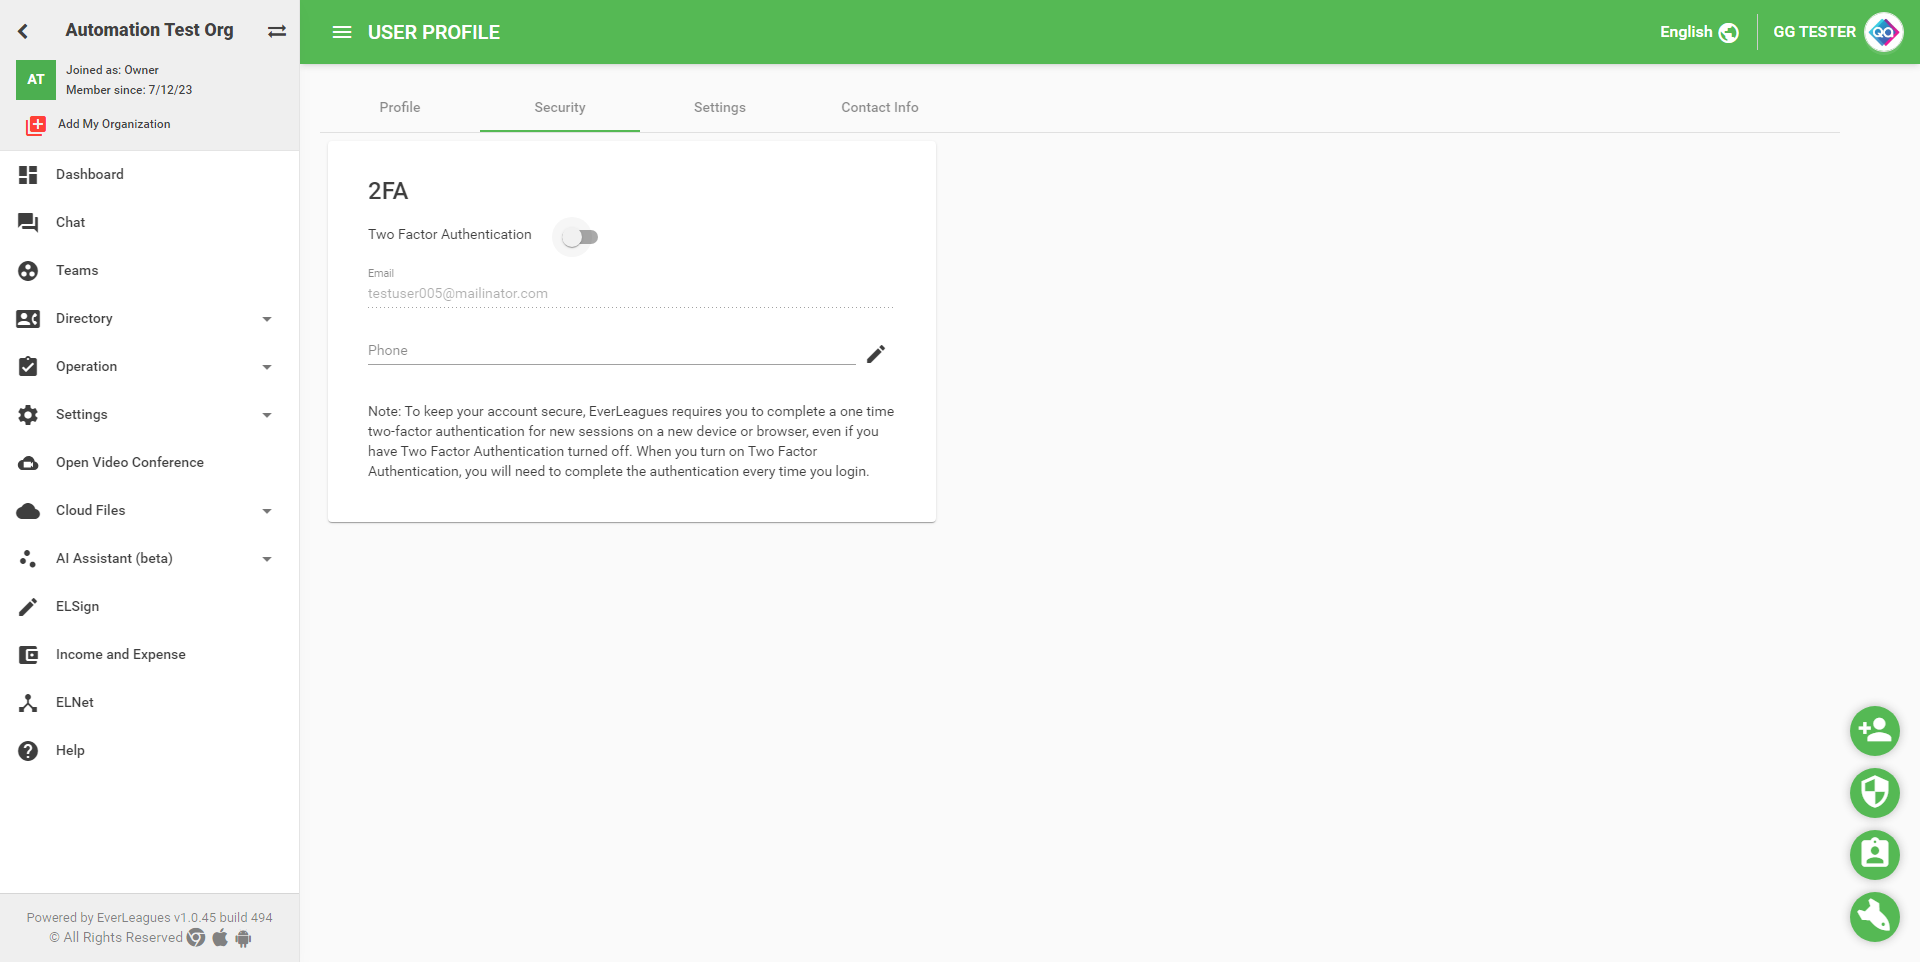 Automation Test Org
AT
Joined as: Owner
Member since: 7/12/23
Add My Organization
Dashboard
Chat
Teams
Directory
Operation
Settings
Open Video Conference
Cloud Files
AI Assistant (beta)
ELSign
Income and Expense
ELNet
Help
Powered by EverLeagues v1.0.45 build 494
© All Rights Reserved
USER PROFILE
English
GG TESTER
QA
Profile
Security
Settings
Contact Info
2FA
Two Factor Authentication
Email
testuser005@mailinator.com
Phone
Note: To keep your account secure, EverLeagues requires you to complete a one time
two-factor authentication for new sessions on a new device or browser, even if you
have Two Factor Authentication turned off. When you turn on Two Factor
Authentication, you will need to complete the authentication every time you login.